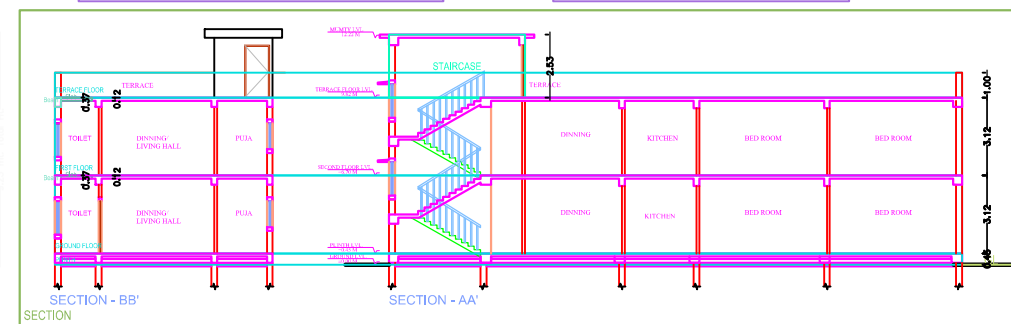 MUMTY LVL
2.53
STAIRCASE
TERRACE
TERRACE
TERRACE FLOOR
TERRACE FLOOR LVL
1.00
0.37
0.12
TOILET
DINNING/
LIVING HALL
PUJA
DINNING
KITCHEN
BED ROOM
BED ROOM
3.12
FIRST FLOOR
SECOND FLOOR LVL
0.37
0.12
TOILET
DINNING
LIVING HALL
PUJA
DINNING
KITCHEN
BED ROOM
BED ROOM
3.12
GROUND FLOOR
PLINTH LVL
0.45
SECTION - BB'
SECTION - AA'
SECTION